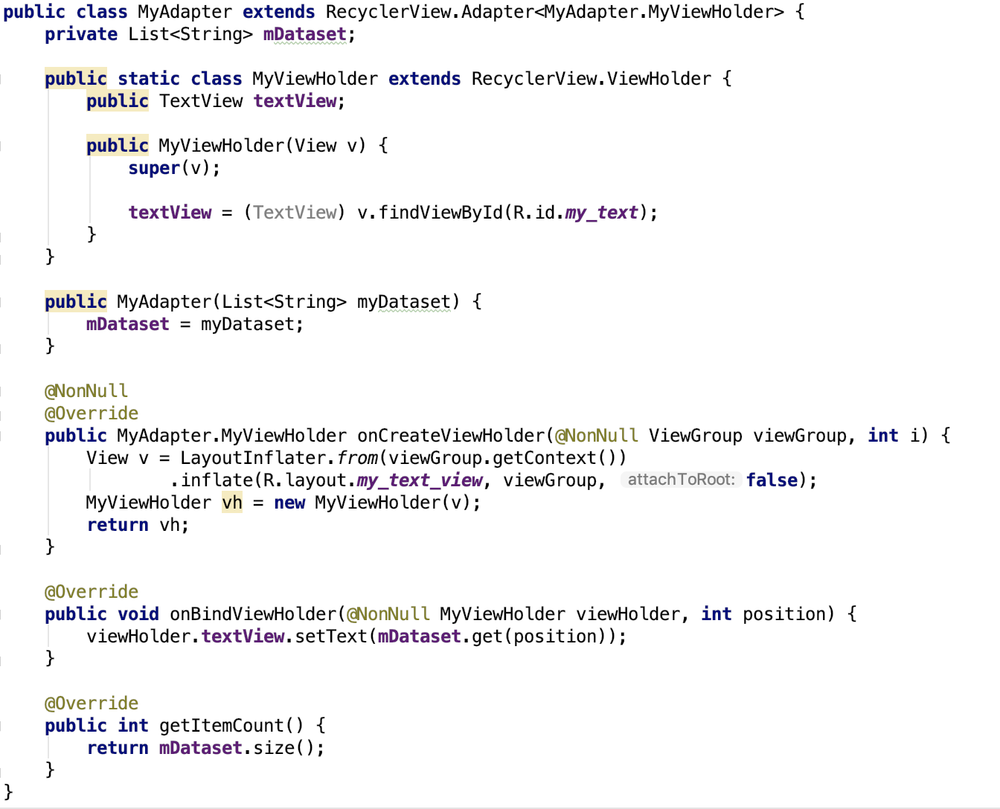 public class MyAdapter extends RecyclerView.Adapter<MyAdapter.MyViewHolder> {
    private List<String> mDataset;

    public static class MyViewHolder extends RecyclerView.ViewHolder {
        public TextView textView;

        public MyViewHolder(View v) {
            super(v);

            textView = (TextView) v.findViewById(R.id.my_text);
        }
    }

    public MyAdapter(List<String> myDataset) {
        mDataset = myDataset;
    }

    @NonNull
    @Override
    public MyAdapter.MyViewHolder onCreateViewHolder(@NonNull ViewGroup viewGroup, int i) {
        View v = LayoutInflater.from(viewGroup.getContext())
                .inflate(R.layout.my_text_view, viewGroup, attachToRoot: false);
        MyViewHolder vh = new MyViewHolder(v);
        return vh;
    }

    @Override
    public void onBindViewHolder(@NonNull MyViewHolder viewHolder, int position) {
        viewHolder.textView.setText(mDataset.get(position));
    }

    @Override
    public int getItemCount() {
        return mDataset.size();
    }
}